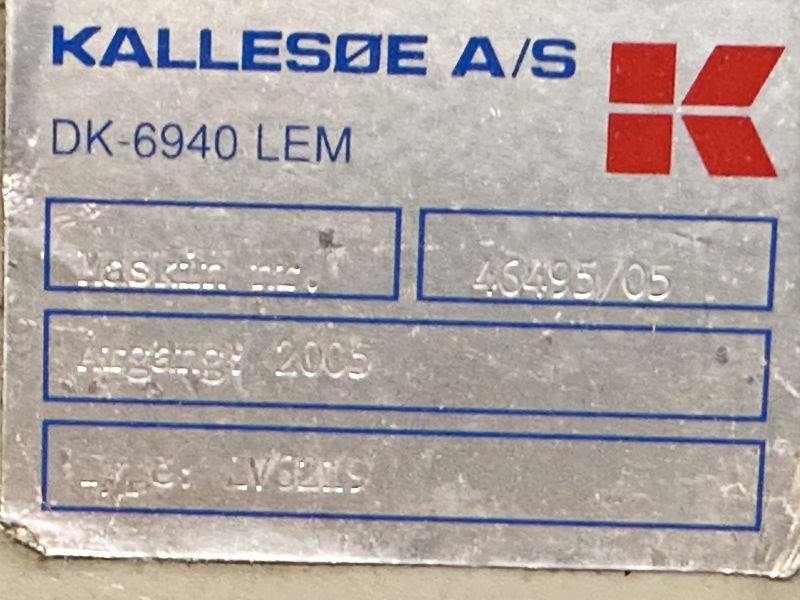 KALLESØE A/S
DK-6940 LEM
Maskin nr. 46495/05
Årgang: 2005
Type: